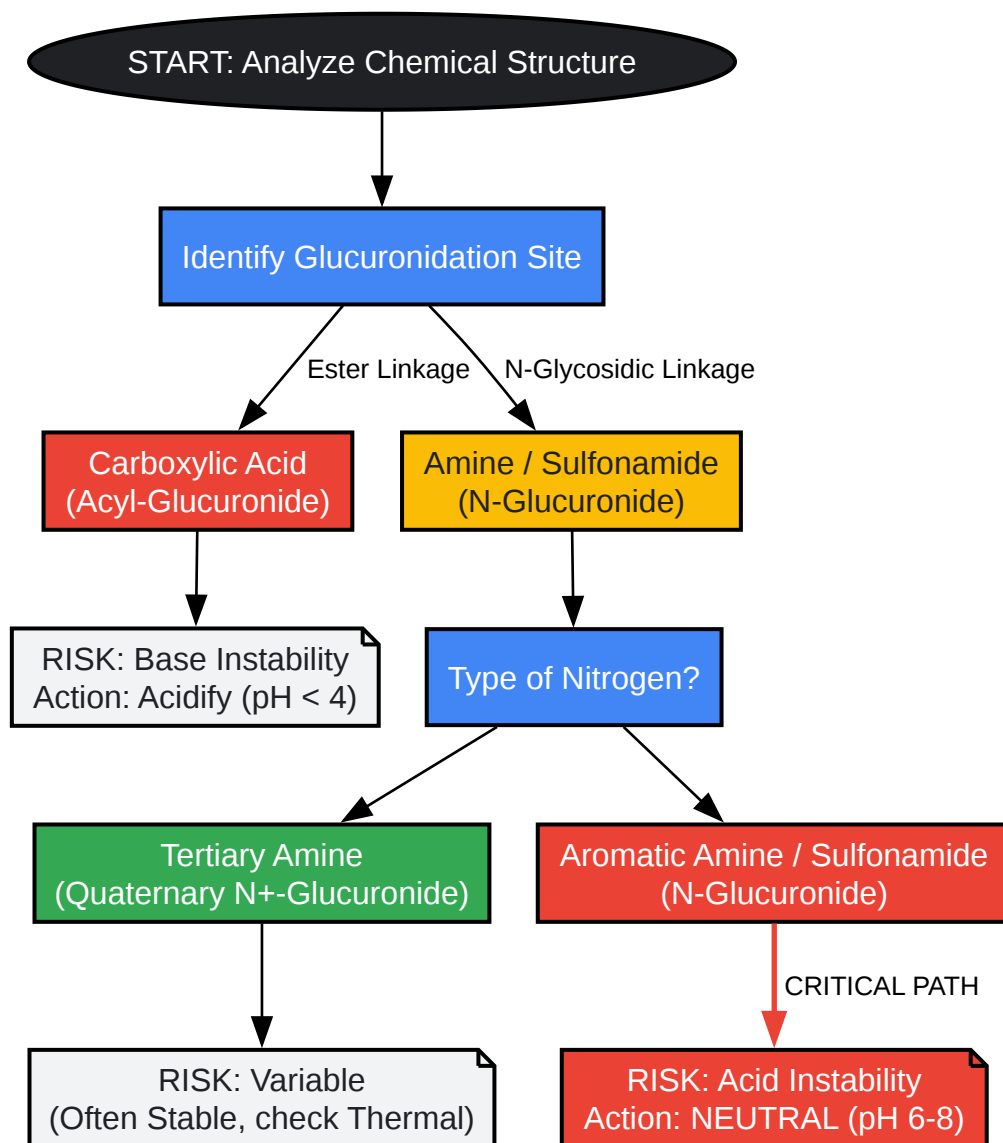 START: Analyze Chemical Structure
Identify Glucuronidation Site
Ester Linkage
N-Glycosidic Linkage
Carboxylic Acid
(Acyl-Glucuronide)
Amine / Sulfonamide
(N-Glucuronide)
RISK: Base Instability
Action: Acidify (pH < 4)
Type of Nitrogen?
Tertiary Amine
(Quaternary N+-Glucuronide)
Aromatic Amine / Sulfonamide
(N-Glucuronide)
CRITICAL PATH
RISK: Variable
(Often Stable, check Thermal)
RISK: Acid Instability
Action: NEUTRAL (pH 6-8)